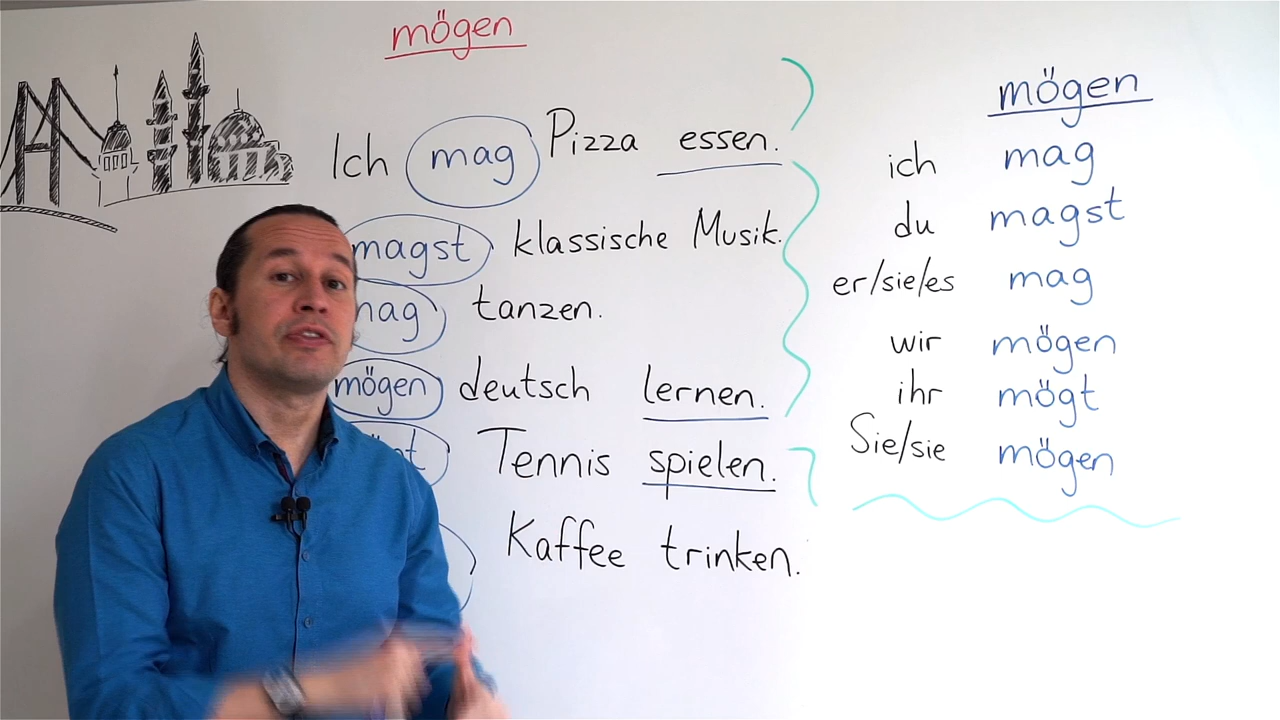 mögen
Ich mag Pizza essen.
magst klassische Musik.
mag tanzen.
mögen deutsch lernen.
Tennis spielen.
Kaffee trinken.
mögen
ich mag
du magst
er/sie/es mag
wir mögen
ihr mögt
Sie/sie mögen